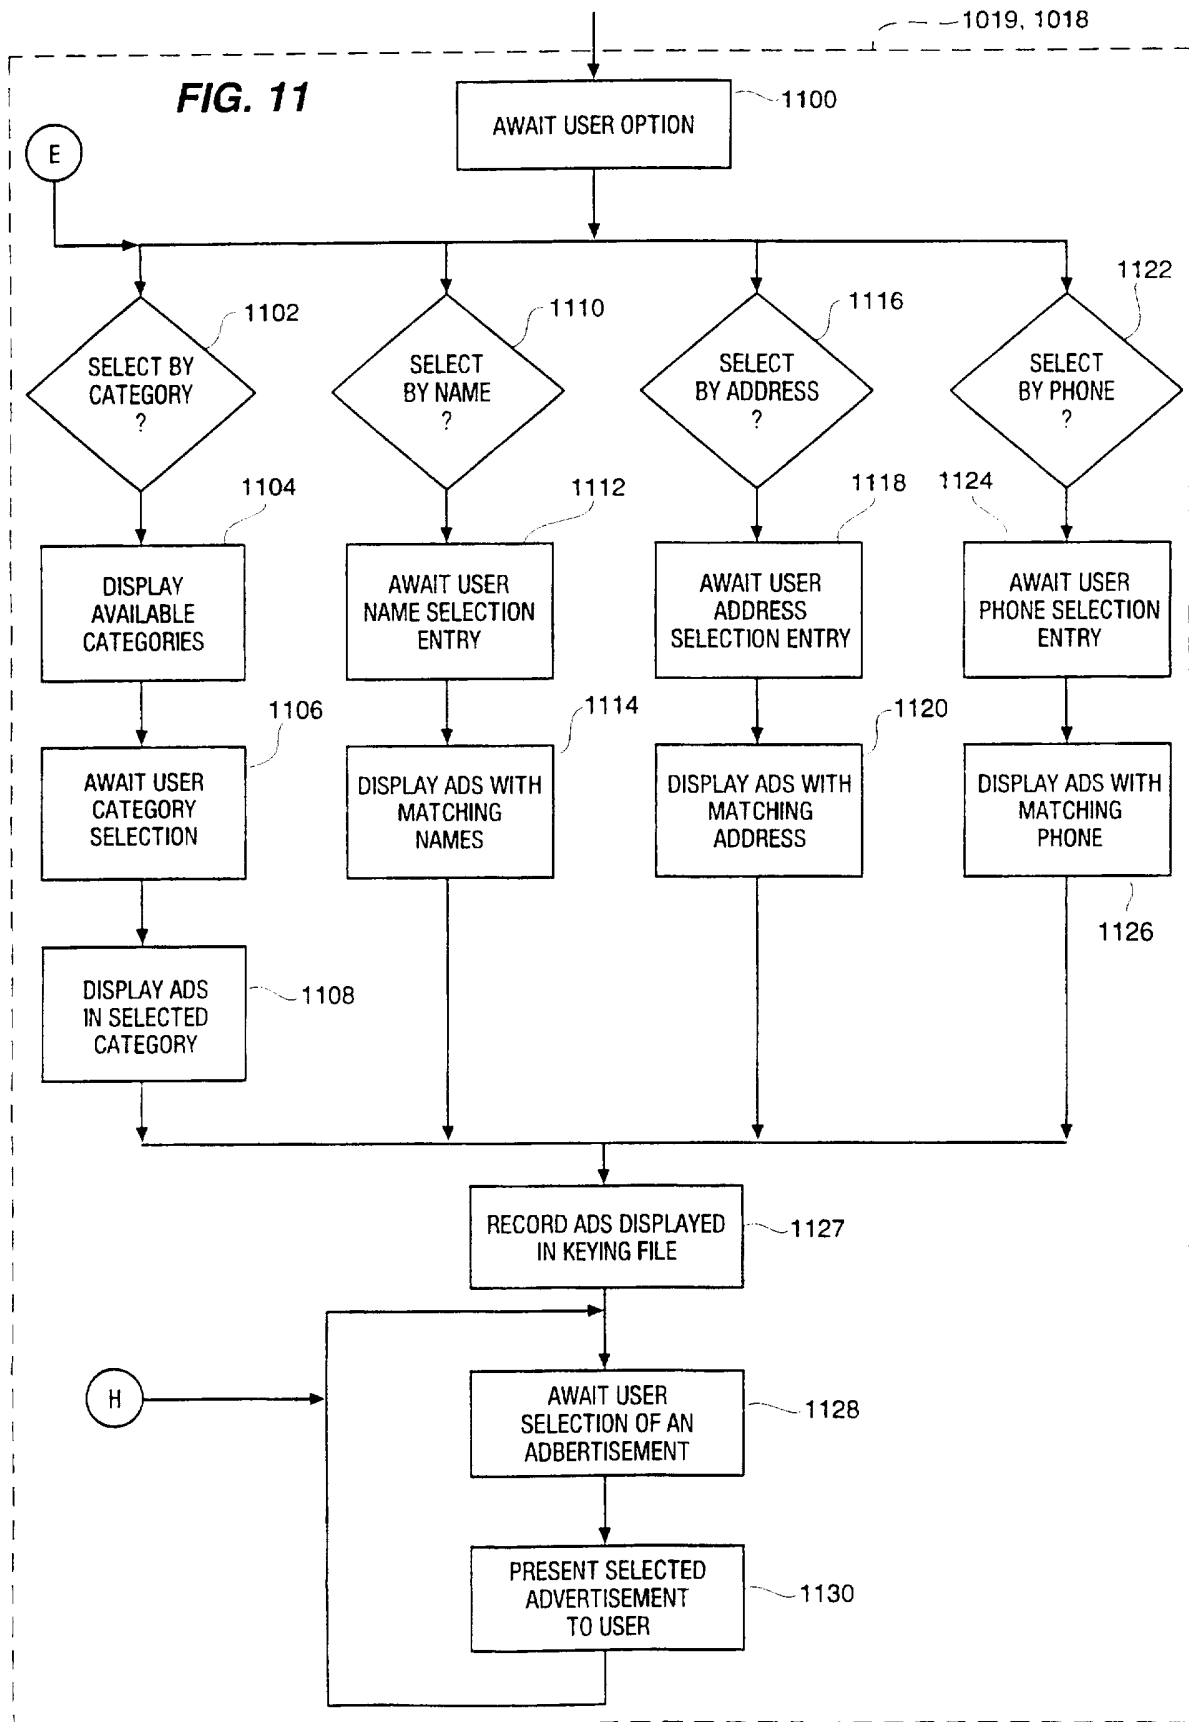 1019, 1018
FIG. 11
1100
AWAIT USER OPTION
E
1102
SELECT BY
CATEGORY
?
1110
SELECT
BY NAME
?
1116
SELECT
BY ADDRESS
?
1122
SELECT
BY PHONE
?
1104
DISPLAY
AVAILABLE
CATEGORIES
1112
AWAIT USER
NAME SELECTION
ENTRY
1118
AWAIT USER
ADDRESS
SELECTION ENTRY
1124
AWAIT USER
PHONE SELECTION
ENTRY
1106
AWAIT USER
CATEGORY
SELECTION
1114
DISPLAY ADS WITH
MATCHING
NAMES
1120
DISPLAY ADS WITH
MATCHING
ADDRESS
DISPLAY ADS WITH
MATCHING
PHONE
1126
DISPLAY ADS
IN SELECTED
CATEGORY
1108
RECORD ADS DISPLAYED
IN KEYING FILE
1127
H
AWAIT USER
SELECTION OF AN
ADBERTISEMENT
1128
PRESENT SELECTED
ADVERTISEMENT
TO USER
1130